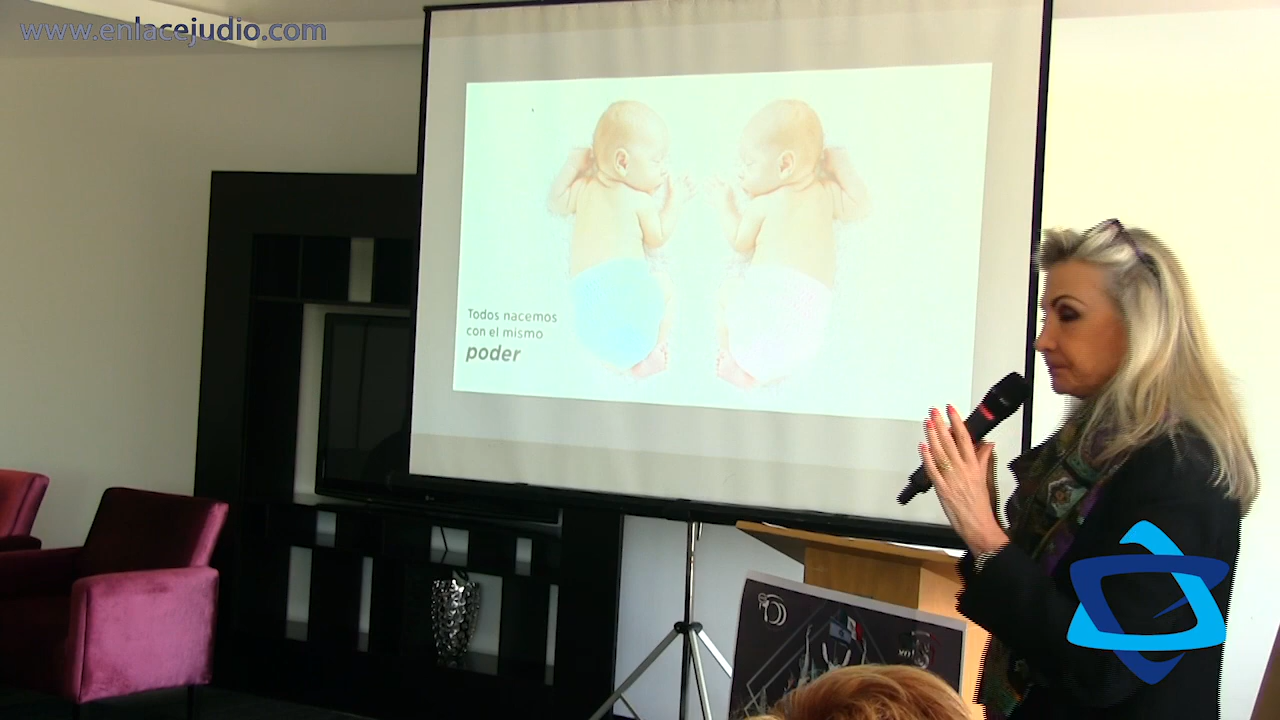 www.enlacejudio.com
Todos nacemos
con el mismo
poder